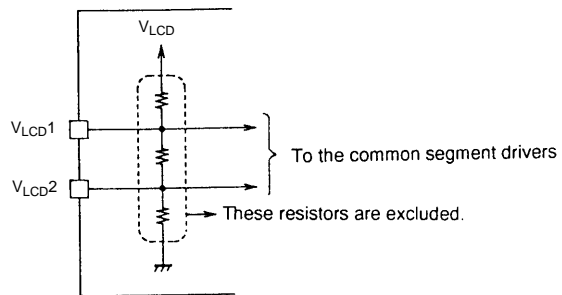 VLCD
VLCD1
To the common segment drivers
VLCD2
These resistors are excluded.